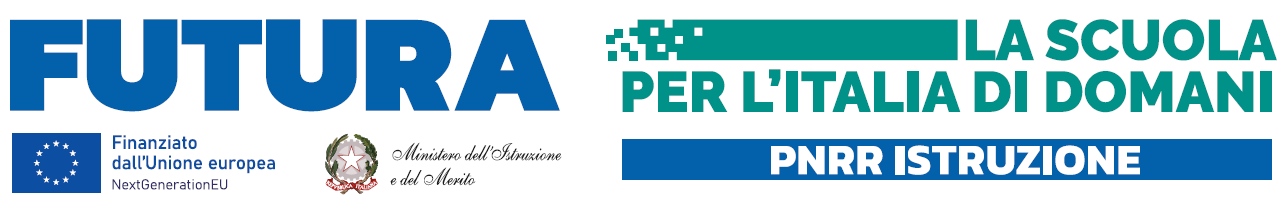 FUTURA
LA SCUOLA
PER L'ITALIA DI DOMANI
Finanziato
dall'Unione europea
NextGenerationEU
Ministero dell'Istruzione
e del Merito
PNRR ISTRUZIONE